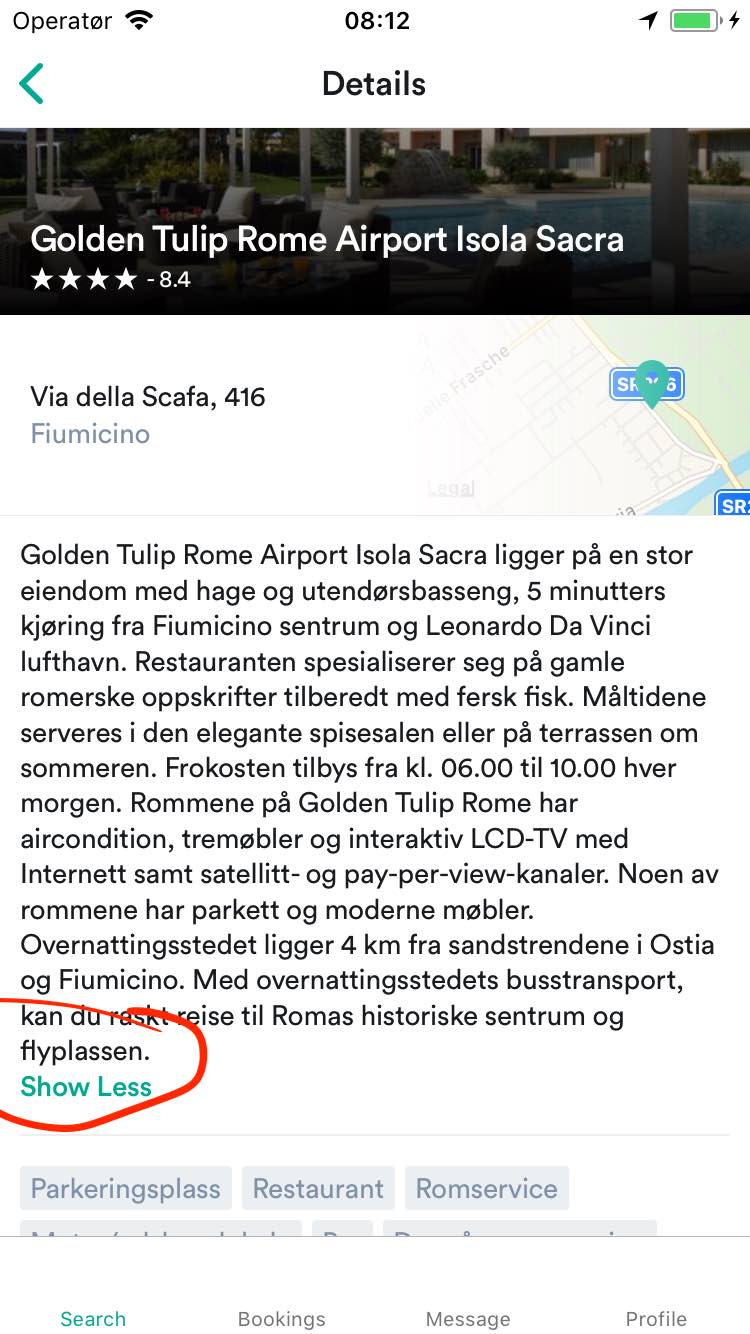 Operatør 08:12
Details
Golden Tulip Rome Airport Isola Sacra
- 8.4
Via della Scafa, 416
Fiumicino
Frasche
Legal
Golden Tulip Rome Airport Isola Sacra ligger på en stor
eiendom med hage og utendørsbasseng, 5 minutters
kjøring fra Fiumicino sentrum og Leonardo Da Vinci
lufthavn. Restauranten spesialiserer seg på gamle
romerske oppskrifter tilberedt med fersk fisk. Måltidene
serveres i den elegante spisesalen eller på terrassen om
sommeren. Frokosten tilbys fra kl. 06.00 til 10.00 hver
morgen. Rommene på Golden Tulip Rome har
aircondition, tremøbler og interaktiv LCD-TV med
Internett samt satellitt- og pay-per-view-kanaler. Noen av
rommene har parkett og moderne møbler.
Overnattingsstedet ligger 4 km fra sandstrendene i Ostia
og Fiumicino. Med overnattingsstedets busstransport,
kan du raskt reise til Romas historiske sentrum og
flyplassen.
Show Less
Parkeringsplass Restaurant Romservice
Search Bookings Message Profile